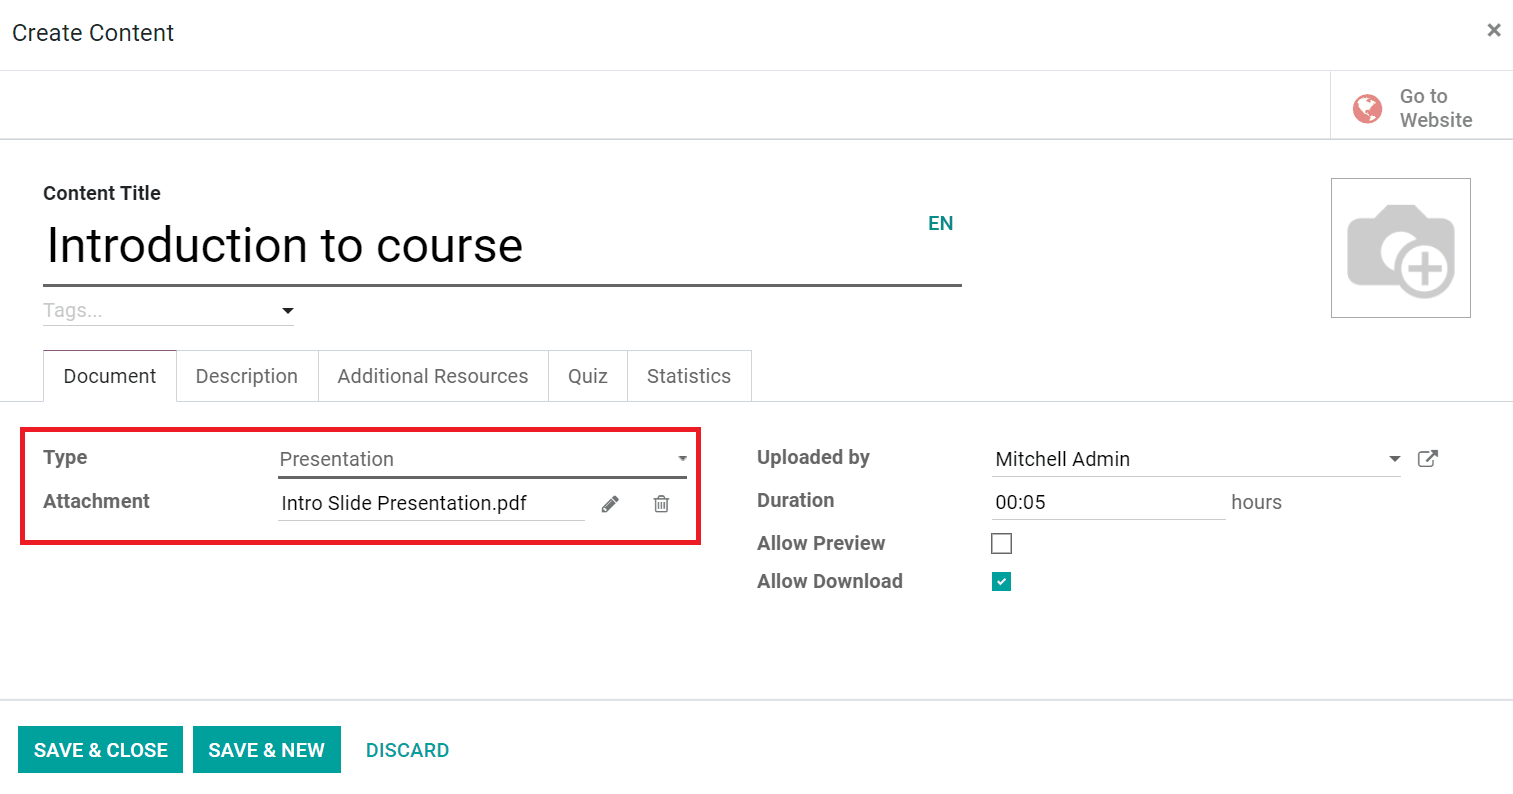 Create Content
×
Go to
Website
Content Title
Introduction to course
EN
Tags...
Document
Description
Additional Resources
Quiz
Statistics
Type
Presentation
Attachment
Intro Slide Presentation.pdf
Uploaded by
Mitchell Admin
Duration
00:05
hours
Allow Preview
Allow Download
SAVE & CLOSE
SAVE & NEW
DISCARD